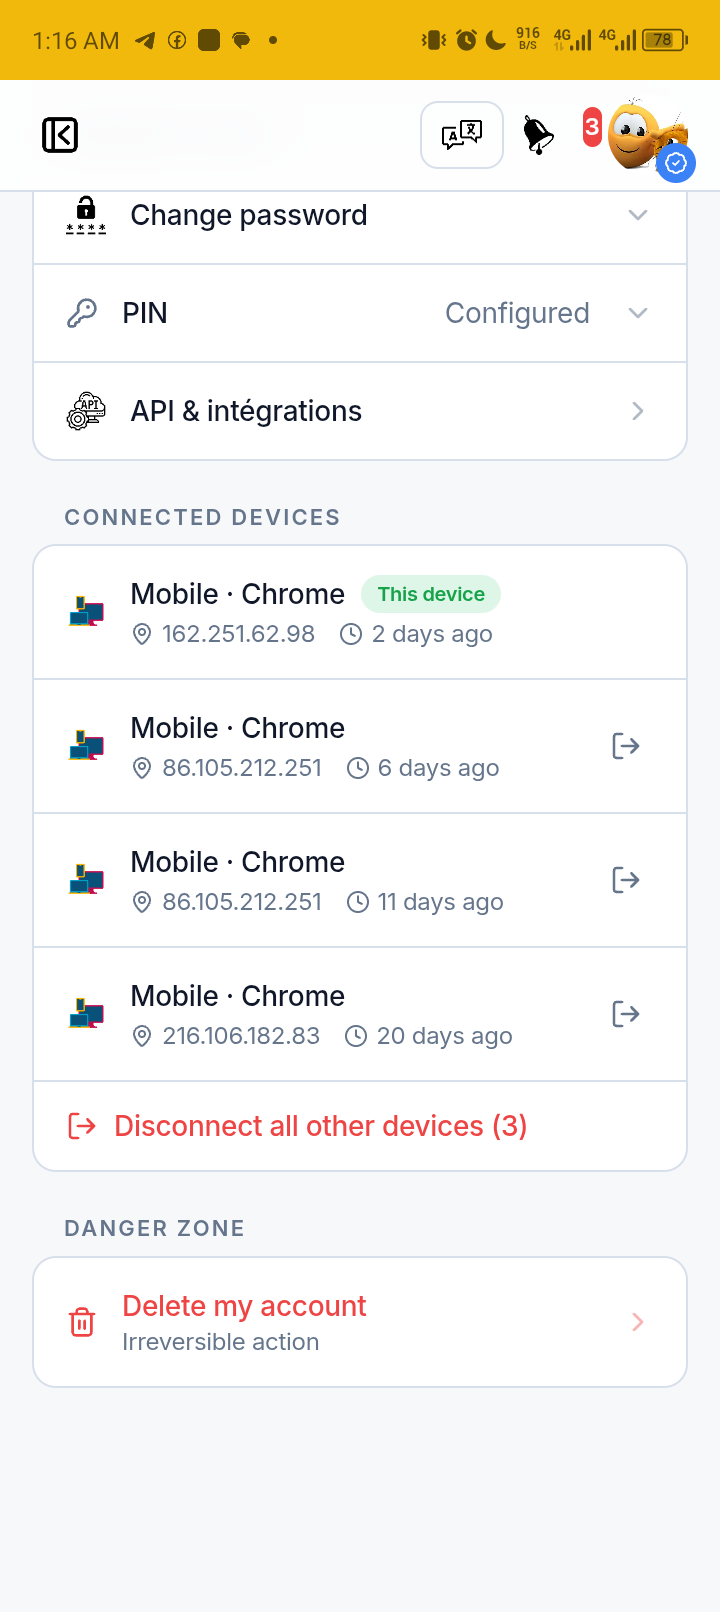 1:16 AM
916 B/S 4G 4G 78
A 文
3
Change password
PIN Configured
API
API & intégrations
CONNECTED DEVICES
Mobile · Chrome This device
162.251.62.98 2 days ago
Mobile · Chrome
86.105.212.251 6 days ago
Mobile · Chrome
86.105.212.251 11 days ago
Mobile · Chrome
216.106.182.83 20 days ago
Disconnect all other devices (3)
DANGER ZONE
Delete my account
Irreversible action